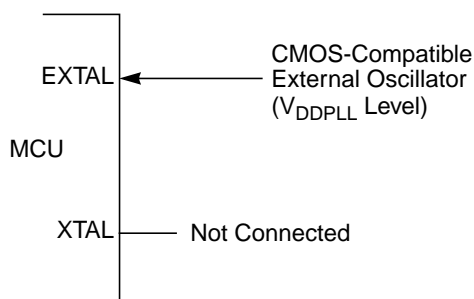 CMOS-Compatible
EXTAL External Oscillator
(VDDPLL Level)
MCU
XTAL Not Connected